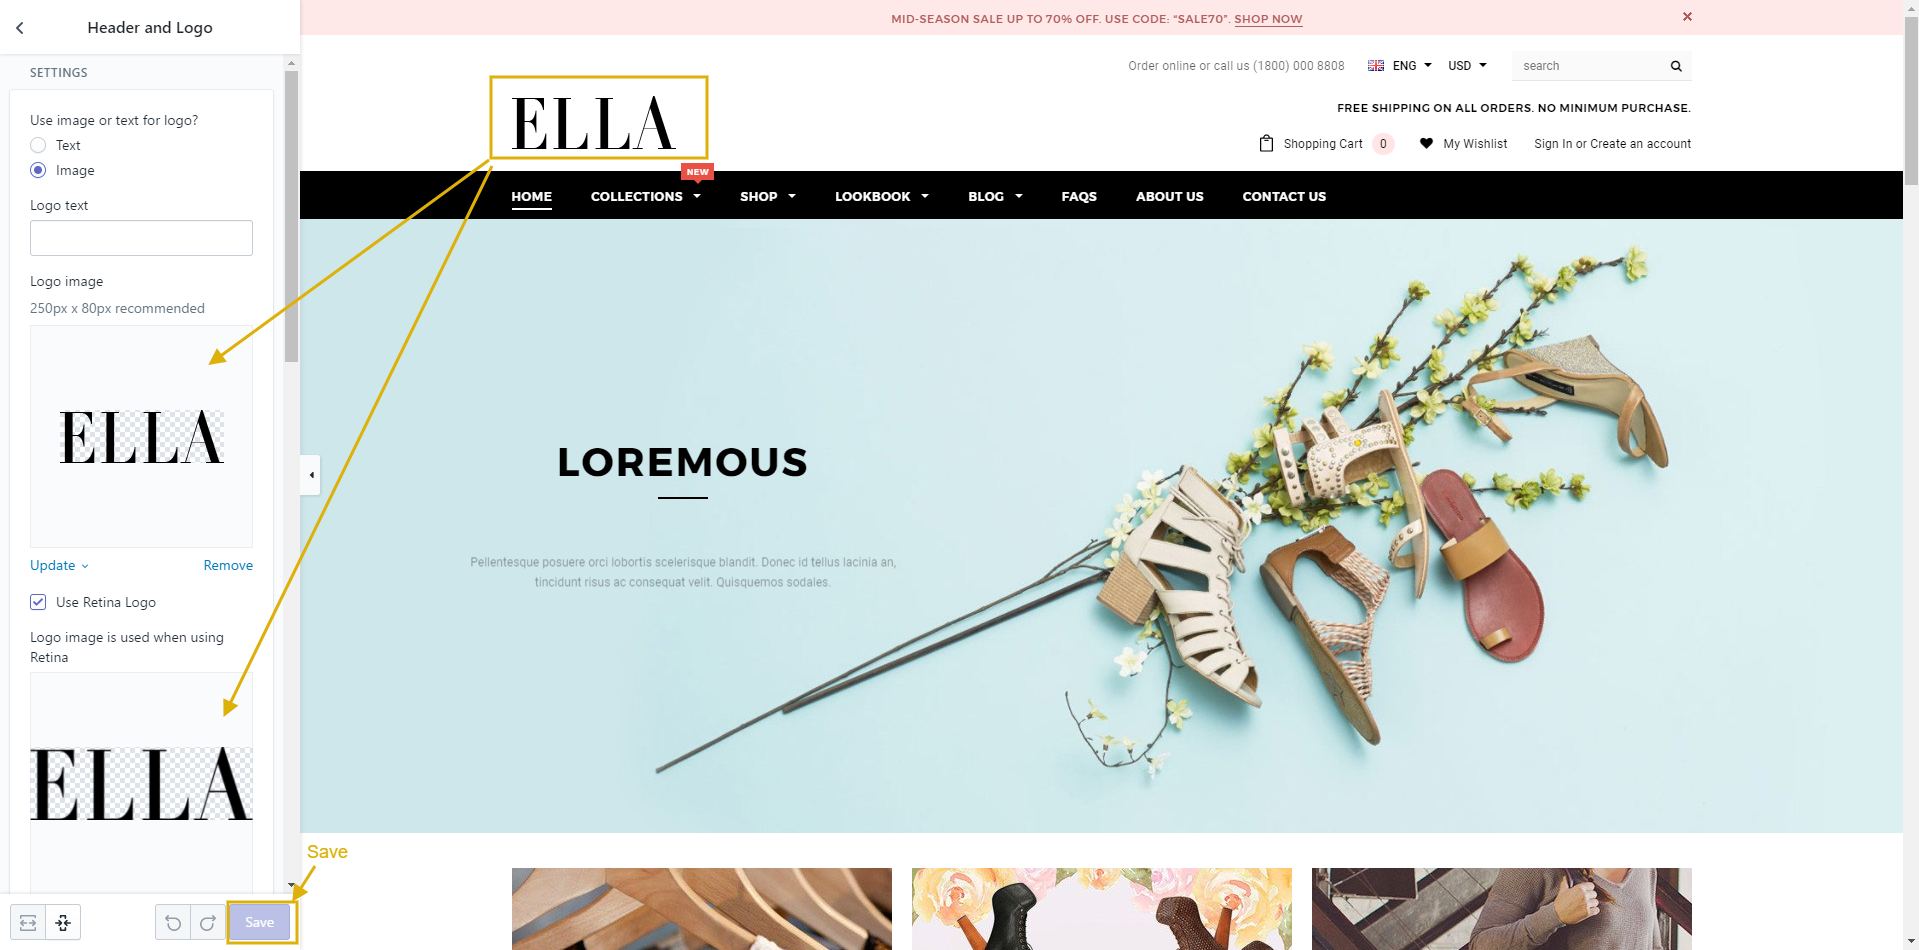 Header and Logo
SETTINGS
Use image or text for logo?
Text
Image
Logo text
Logo image
250px x 80px recommended
ELLA
Update
Remove
Use Retina Logo
Logo image is used when using
Retina
ELLA
Save
Save
MID-SEASON SALE UP TO 70% OFF. USE CODE: “SALE70”. SHOP NOW
Order online or call us (1800) 000 8808
ENG
USD
search
ELLA
FREE SHIPPING ON ALL ORDERS. NO MINIMUM PURCHASE.
Shopping Cart 0
My Wishlist
Sign In or Create an account
NEW
HOME
COLLECTIONS
SHOP
LOOKBOOK
BLOG
FAQS
ABOUT US
CONTACT US
LOREMOUS
Pellentesque posuere orci lobortis scelerisque blandit. Donec id tellus lacinia an,
tincidunt risus ac consequat velit. Quisquemos sodales.